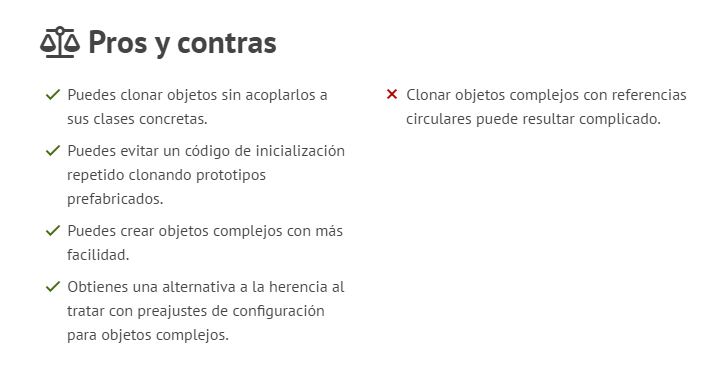 Pros y contras
Puedes clonar objetos sin acoplarlos a
sus clases concretas.
Puedes evitar un código de inicialización
repetido clonando prototipos
prefabricados.
Puedes crear objetos complejos con más
facilidad.
Obtienes una alternativa a la herencia al
tratar con preajustes de configuración
para objetos complejos.
Clonar objetos complejos con referencias
circulares puede resultar complicado.